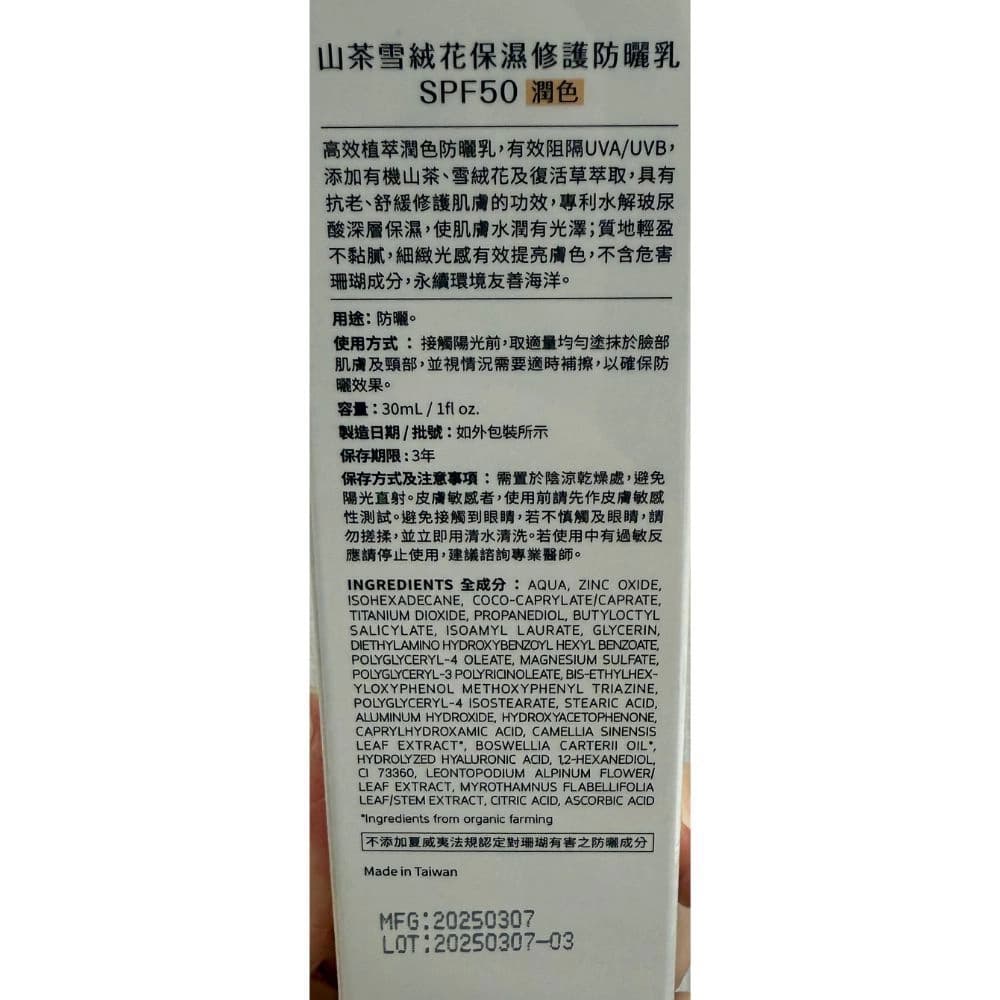 山茶雪絨花保濕修護防曬乳
SPF50 潤色
高效植萃潤色防曬乳，有效阻隔UVA/UVB，
添加有機山茶、雪絨花及復活草萃取，具有
抗老、舒緩修護肌膚的功效，專利水解玻尿
酸深層保濕，使肌膚水潤有光澤；質地輕盈
不黏膩，細緻光感有效提亮膚色，不含危害
珊瑚成分，永續環境友善海洋。
用途：防曬。
使用方式：接觸陽光前，取適量均勻塗抹於臉部
肌膚及頸部，並視情況需要適時補擦，以確保防
曬效果。
容量：30mL / 1fl oz.
製造日期 / 批號：如外包裝所示
保存期限：3年
保存方式及注意事項：需置於陰涼乾燥處，避免
陽光直射。皮膚敏感者，使用前請先作皮膚敏感
性測試。避免接觸到眼睛，若不慎觸及眼睛，請
勿搓揉，並立即用清水清洗。若使用中有過敏反
應請停止使用，建議諮詢專業醫師。
INGREDIENTS 全成分：AQUA, ZINC OXIDE,
ISOHEXADECANE, COCO-CAPRYLATE/CAPRATE,
TITANIUM DIOXIDE, PROPANEDIOL, BUTYLOCTYL
SALICYLATE, ISOAMYL LAURATE, GLYCERIN,
DIETHYLAMINO HYDROXYBENZOYL HEXYL BENZOATE,
POLYGLYCERYL-4 OLEATE, MAGNESIUM SULFATE,
POLYGLYCERYL-3 POLYRICINOLEATE, BIS-ETHYLHEX-
YLOXYPHENOL METHOXYPHENYL TRIAZINE,
POLYGLYCERYL-4 ISOSTEARATE, STEARIC ACID,
ALUMINUM HYDROXIDE, HYDROXYACETOPHENONE,
CAPRYLHYDROXAMIC ACID, CAMELLIA SINENSIS
LEAF EXTRACT*, BOSWELLIA CARTERII OIL*,
HYDROLYZED HYALURONIC ACID, 1,2-HEXANEDIOL,
CI 73360, LEONTOPODIUM ALPINUM FLOWER/
LEAF EXTRACT, MYROTHAMNUS FLABELLIFOLIA
LEAF/STEM EXTRACT, CITRIC ACID, ASCORBIC ACID
*Ingredients from organic farming
不添加夏威夷法規認定對珊瑚有害之防曬成分
Made in Taiwan
MFG:20250307
LOT:20250307-03